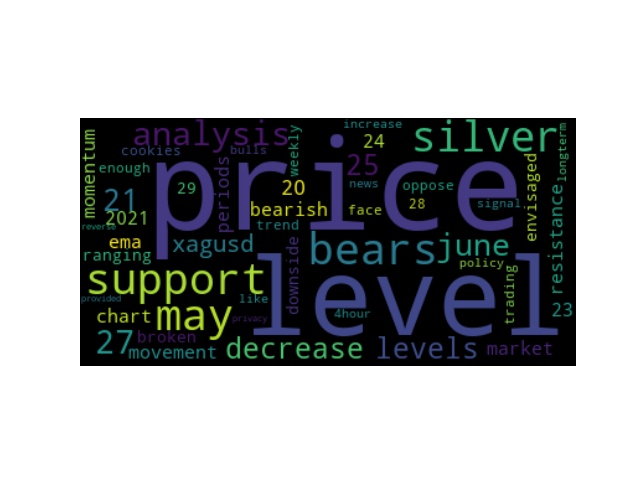 increase
analysis
silver
longterm
momentum
cookies
bulls
weekly
24
price
25
enough
periods
news
oppose
envisaged
21
29
20
signal
resistance
2021
bearish
face
28
reverse
trend
ema
xagusd
bears
june
ranging
downside
policy
support
level
trading
provided
like
chart
may
privacy
4hour
23
27
broken
movement
decrease
levels
market